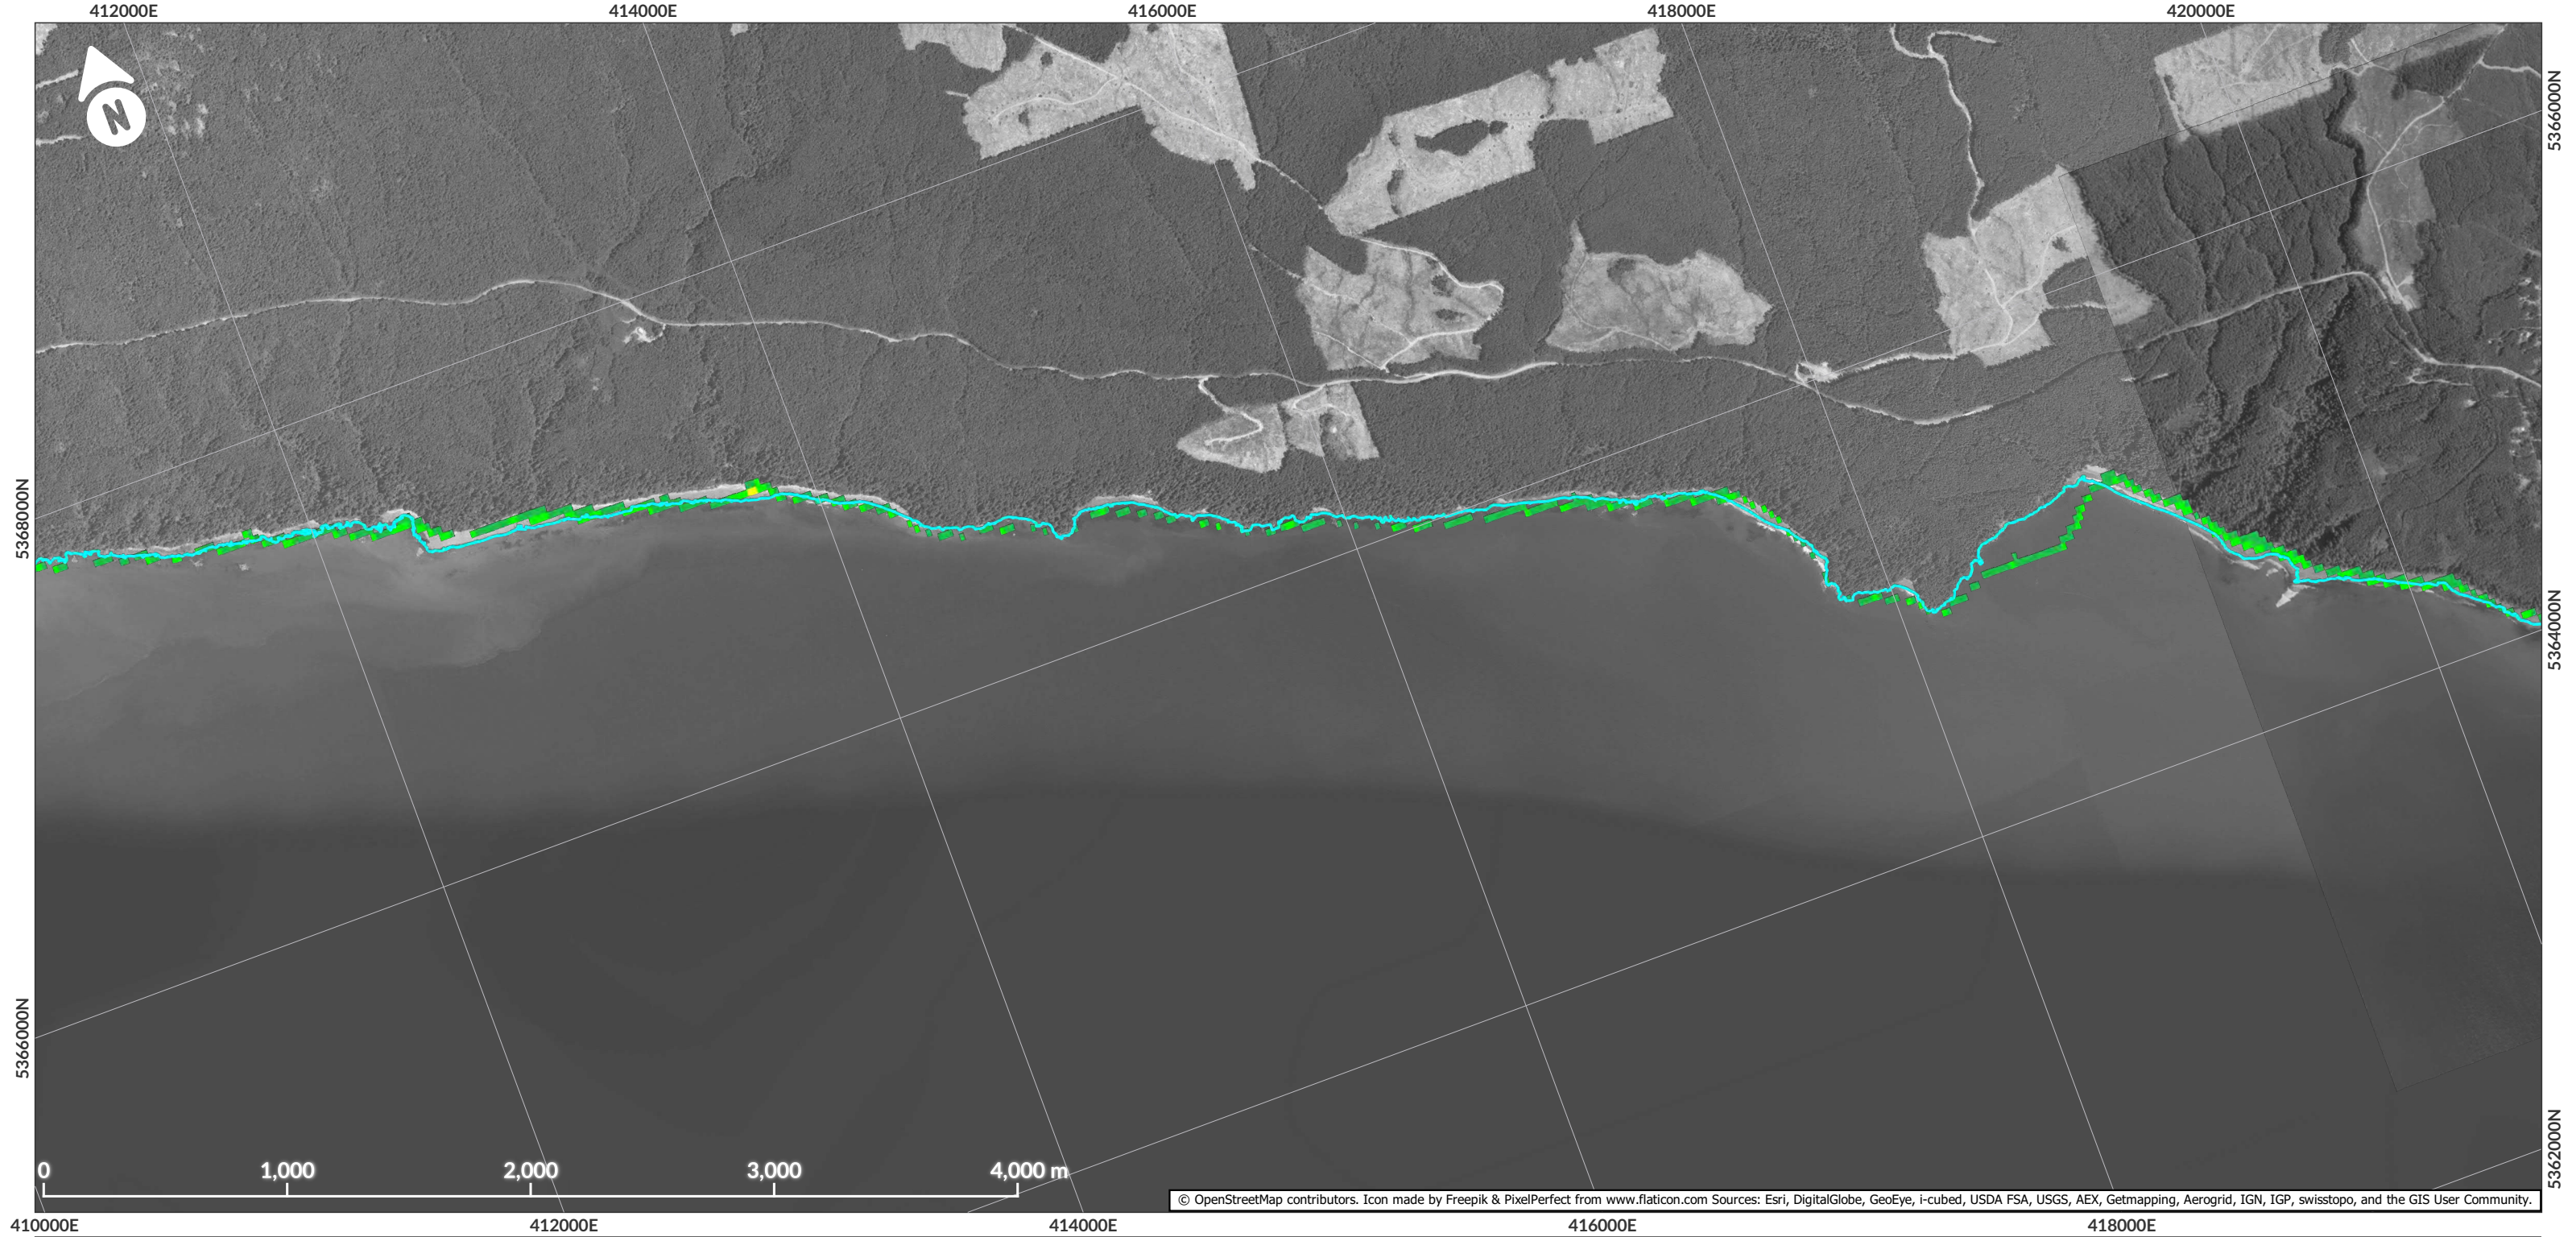 412000E
414000E
416000E
418000E
420000E
N
5366000N
5368000N
5364000N
5366000N
5362000N
0
1,000
2,000
3,000
4,000 m
© OpenStreetMap contributors. Icon made by Freepik & PixelPerfect from www.flaticon.com Sources: Esri, DigitalGlobe, GeoEye, i-cubed, USDA FSA, USGS, AEX, Getmapping, Aerogrid, IGN, IGP, swisstopo, and the GIS User Community.
410000E
412000E
414000E
416000E
418000E